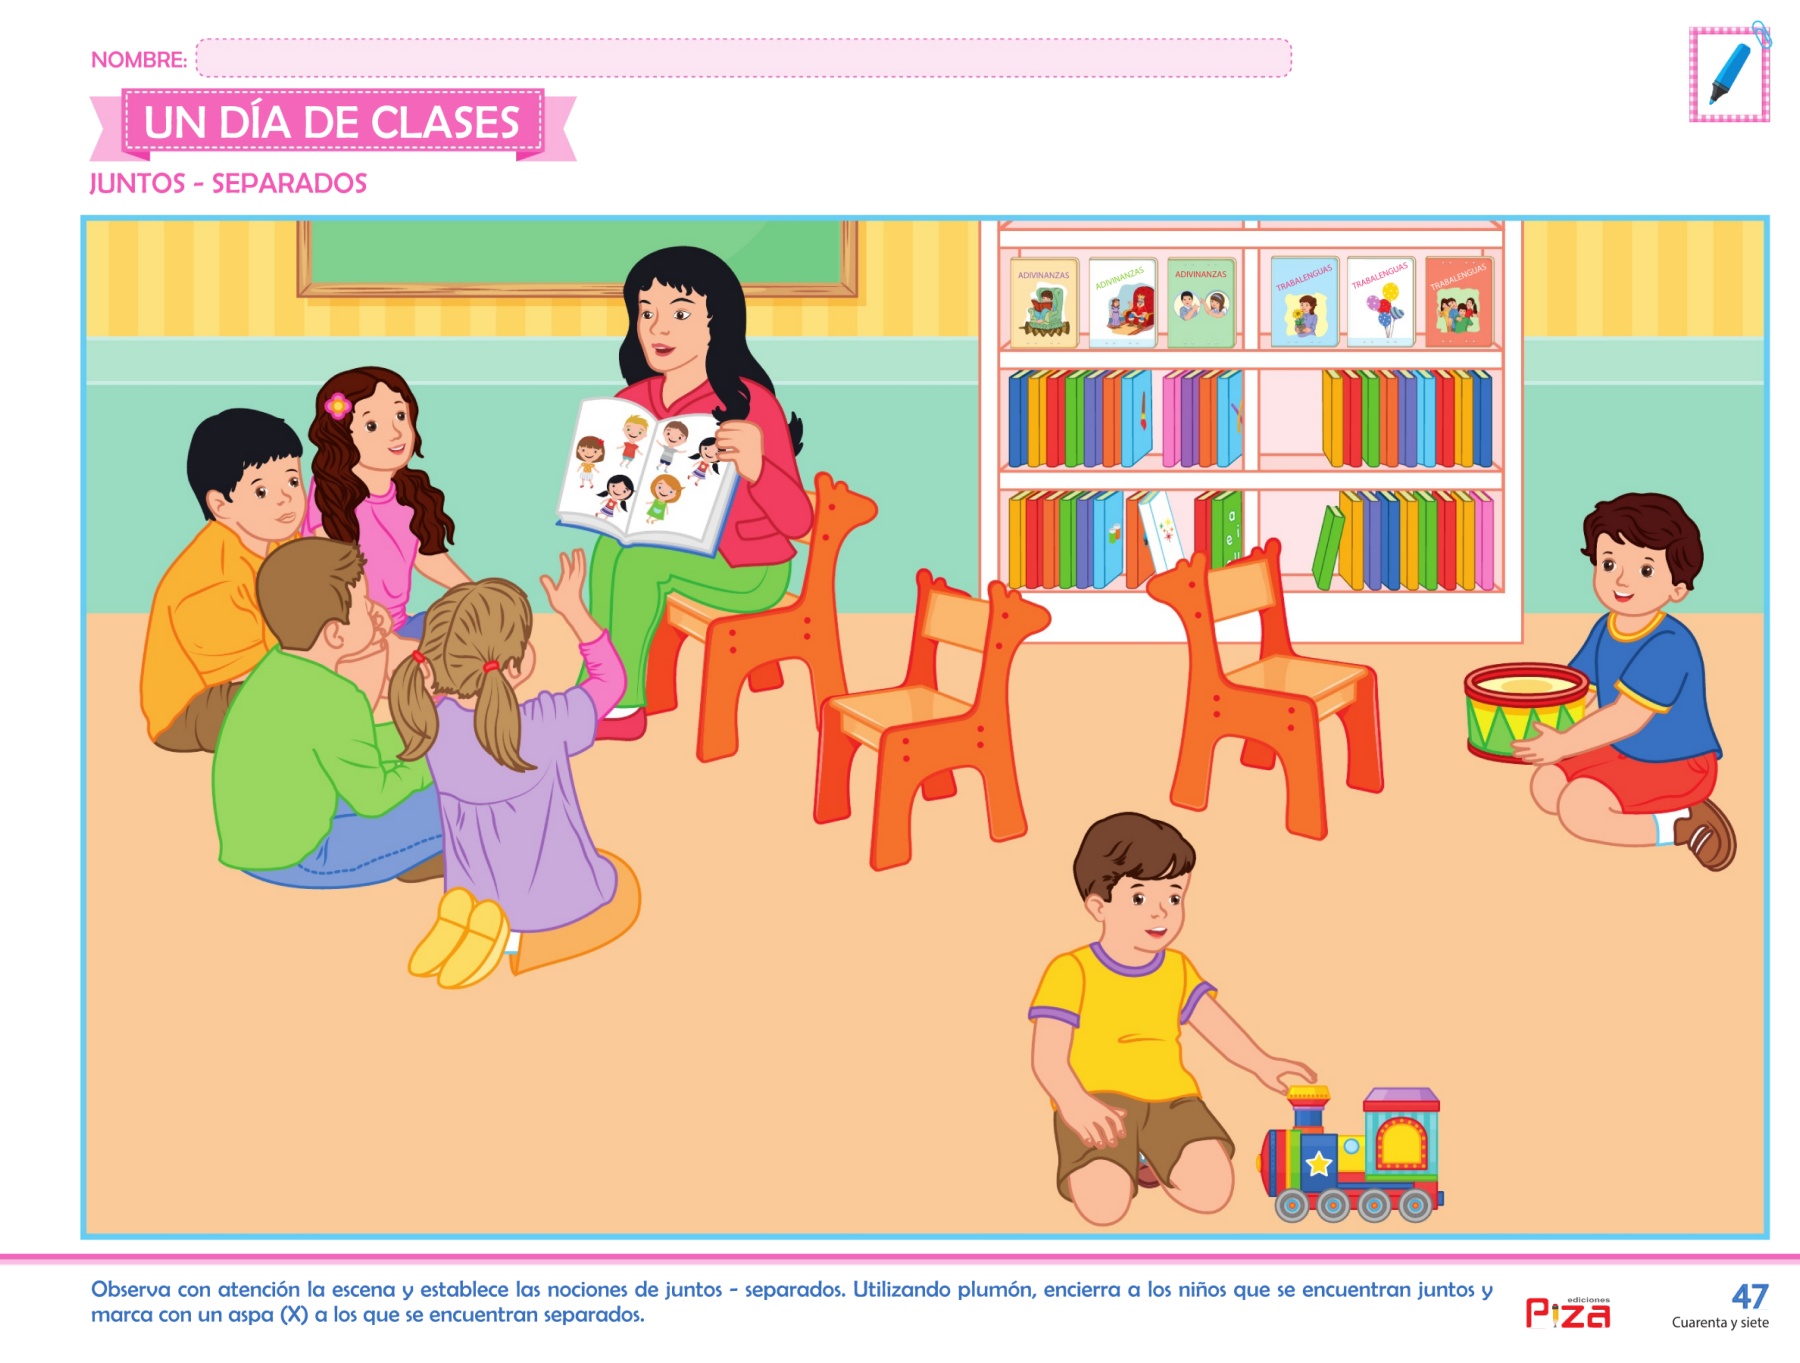 NOMBRE:
UN DÍA DE CLASES
JUNTOS - SEPARADOS
ADIVINANZAS
ADIVINANZAS
ADIVINANZAS
TRABALENGUAS
TRABALENGUAS
TRABALENGUAS
a
e
i
Observa con atención la escena y establece las nociones de juntos - separados. Utilizando plumón, encierra a los niños que se encuentran juntos y
marca con un aspa (X) a los que se encuentran separados.
ediciones
Piza
47
Cuarenta y siete